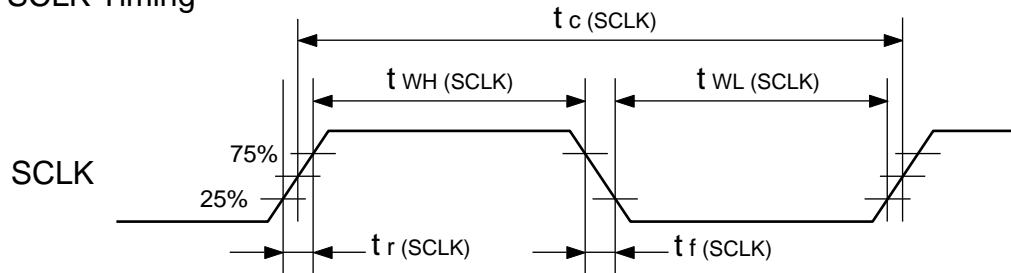 SCLK Timing
t c (SCLK)
t WH (SCLK)
t WL (SCLK)
75%
SCLK
25%
t r (SCLK)
t f (SCLK)